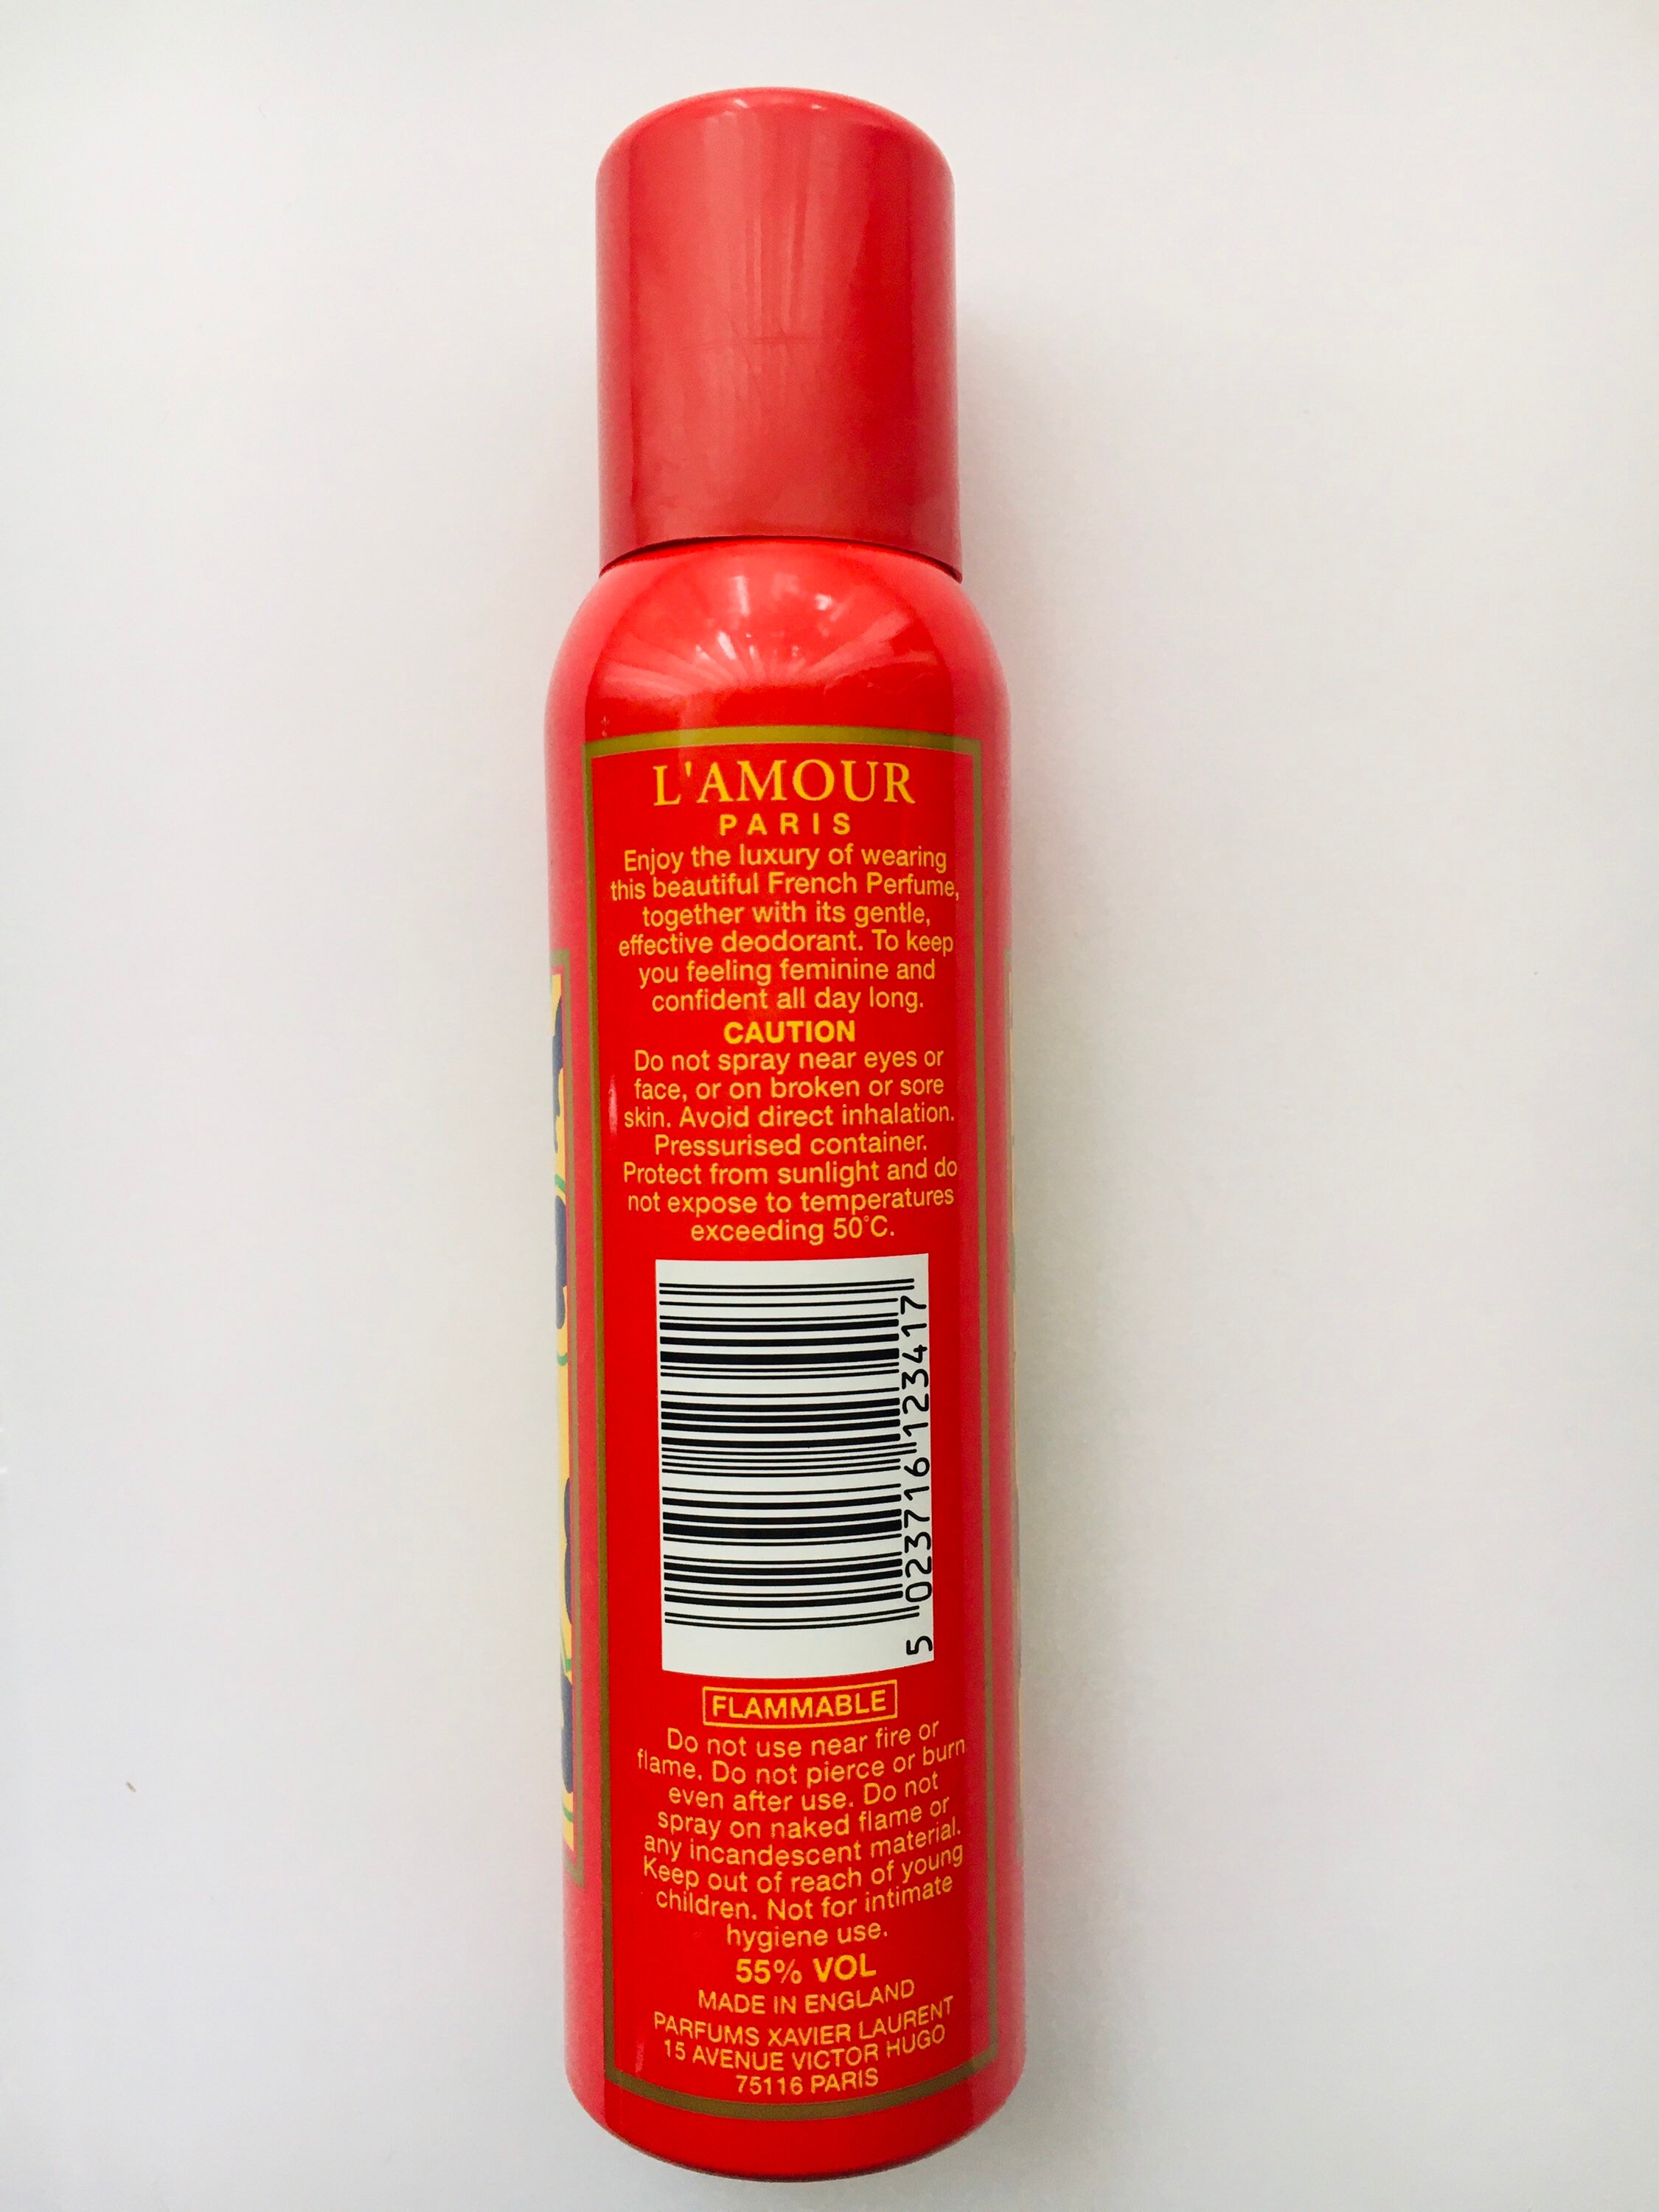 L'AMOUR
PARIS
Enjoy the luxury of wearing
this beautiful French Perfume,
together with its gentle,
effective deodorant. To keep
you feeling feminine and
confident all day long.
CAUTION
Do not spray near eyes or
face, or on broken or sore
skin. Avoid direct inhalation.
Pressurised container.
Protect from sunlight and do
not expose to temperatures
exceeding 50°C.
5 023716 123417
FLAMMABLE
Do not use near fire or
flame. Do not pierce or burn
even after use. Do not
spray on naked flame or
any incandescent material.
Keep out of reach of young
children. Not for intimate
hygiene use.
55% VOL
MADE IN ENGLAND
PARFUMS XAVIER LAURENT
15 AVENUE VICTOR HUGO
75116 PARIS